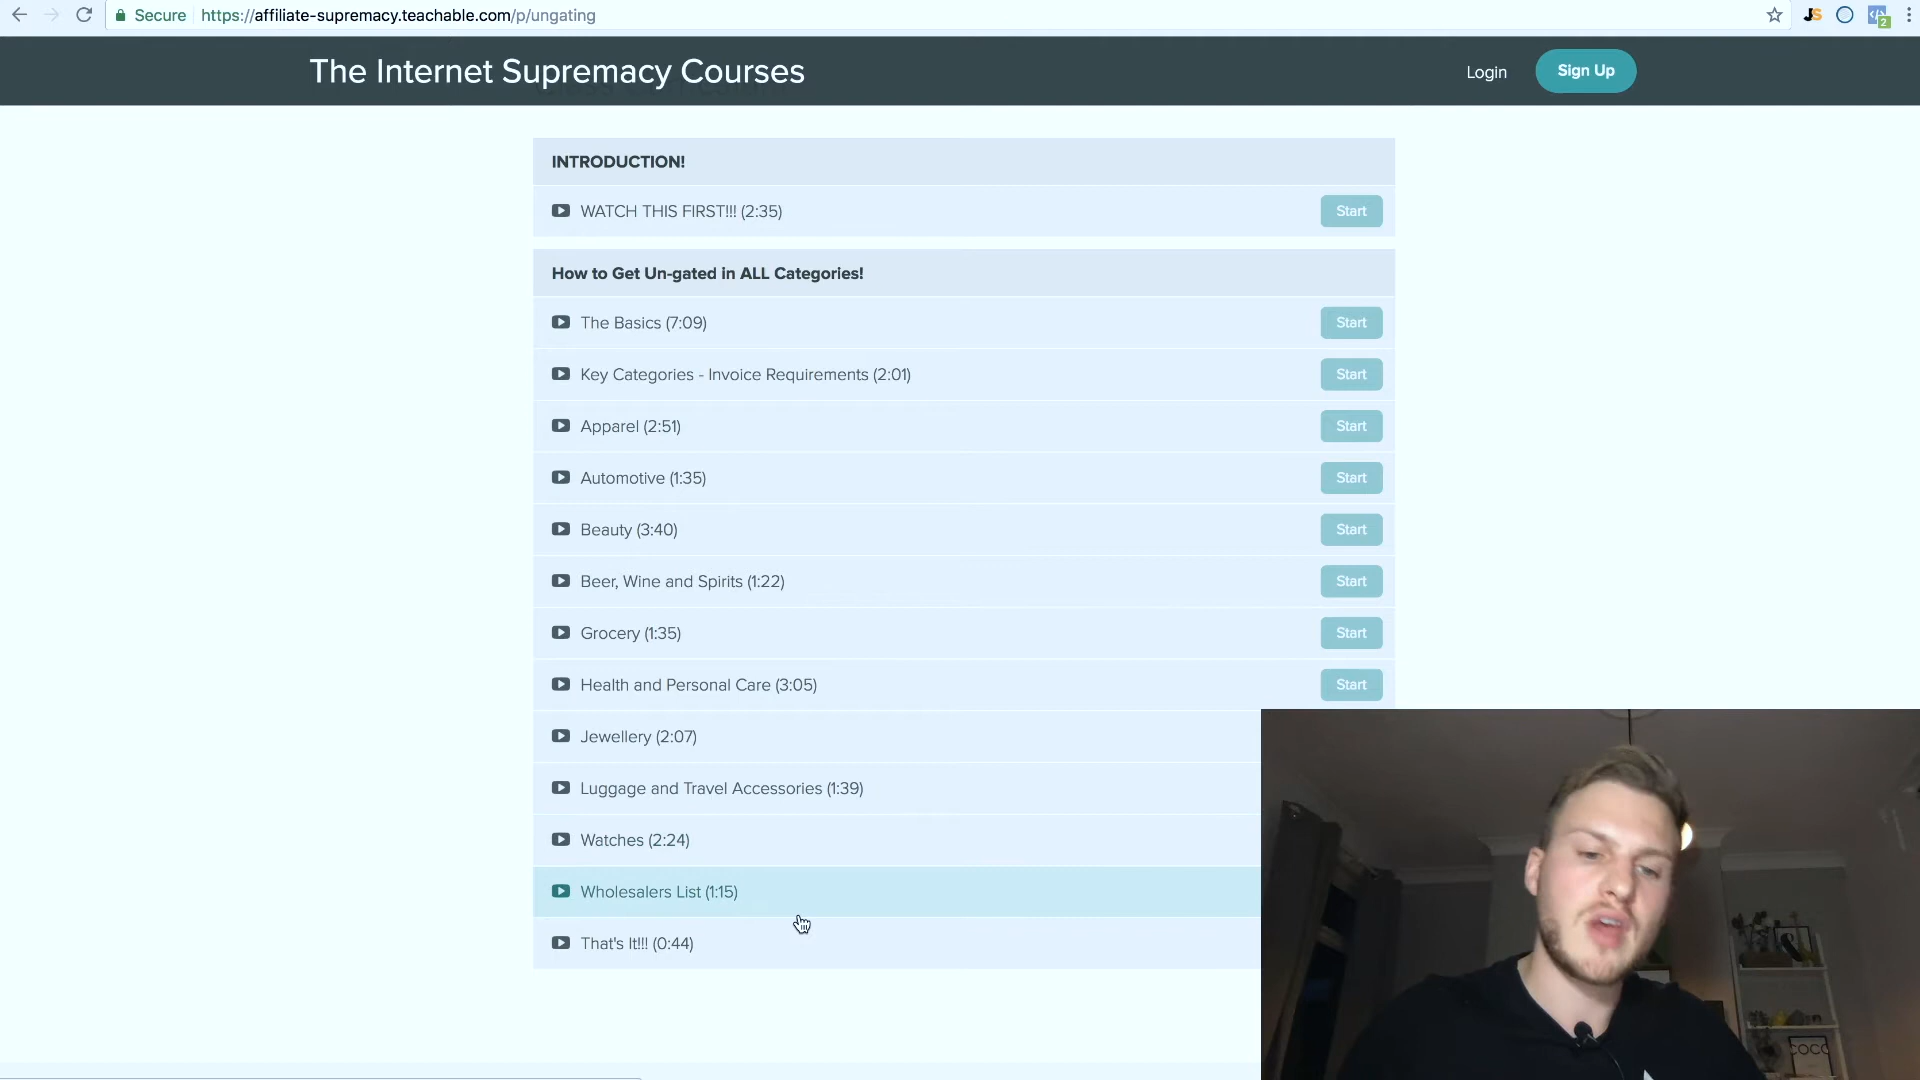 Secure https://affiliate-supremacy.teachable.com/p/ungating
JS
2
The Internet Supremacy Courses
Login
Sign Up
INTRODUCTION!
WATCH THIS FIRST!!! (2:35) Start
How to Get Un-gated in ALL Categories!
The Basics (7:09) Start
Key Categories - Invoice Requirements (2:01) Start
Apparel (2:51) Start
Automotive (1:35) Start
Beauty (3:40) Start
Beer, Wine and Spirits (1:22) Start
Grocery (1:35) Start
Health and Personal Care (3:05) Start
Jewellery (2:07)
Luggage and Travel Accessories (1:39)
Watches (2:24)
Wholesalers List (1:15)
That's It!!! (0:44)
COCO